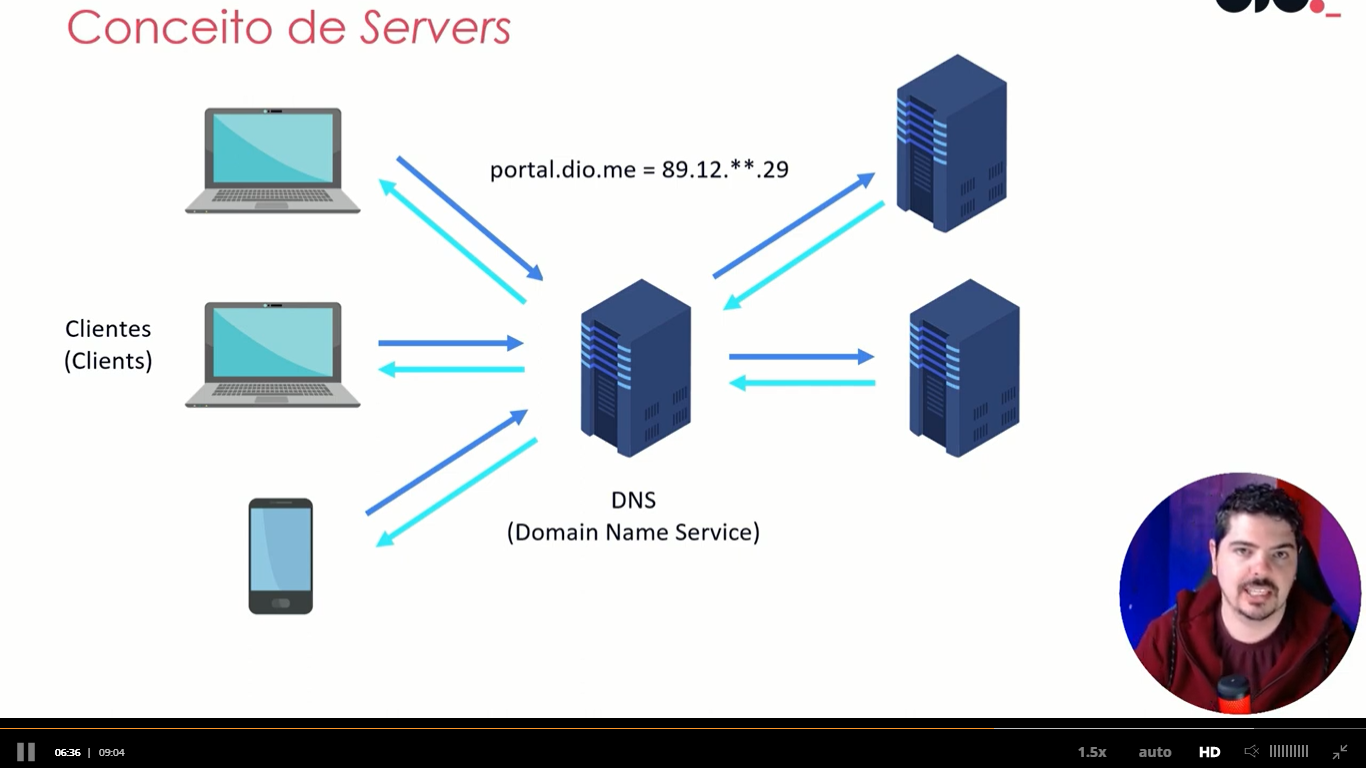 Conceito de Servers
portal.dio.me = 89.12.**.29
Clientes
(Clients)
DNS
(Domain Name Service)
06:36 | 09:04
1.5x
auto
HD